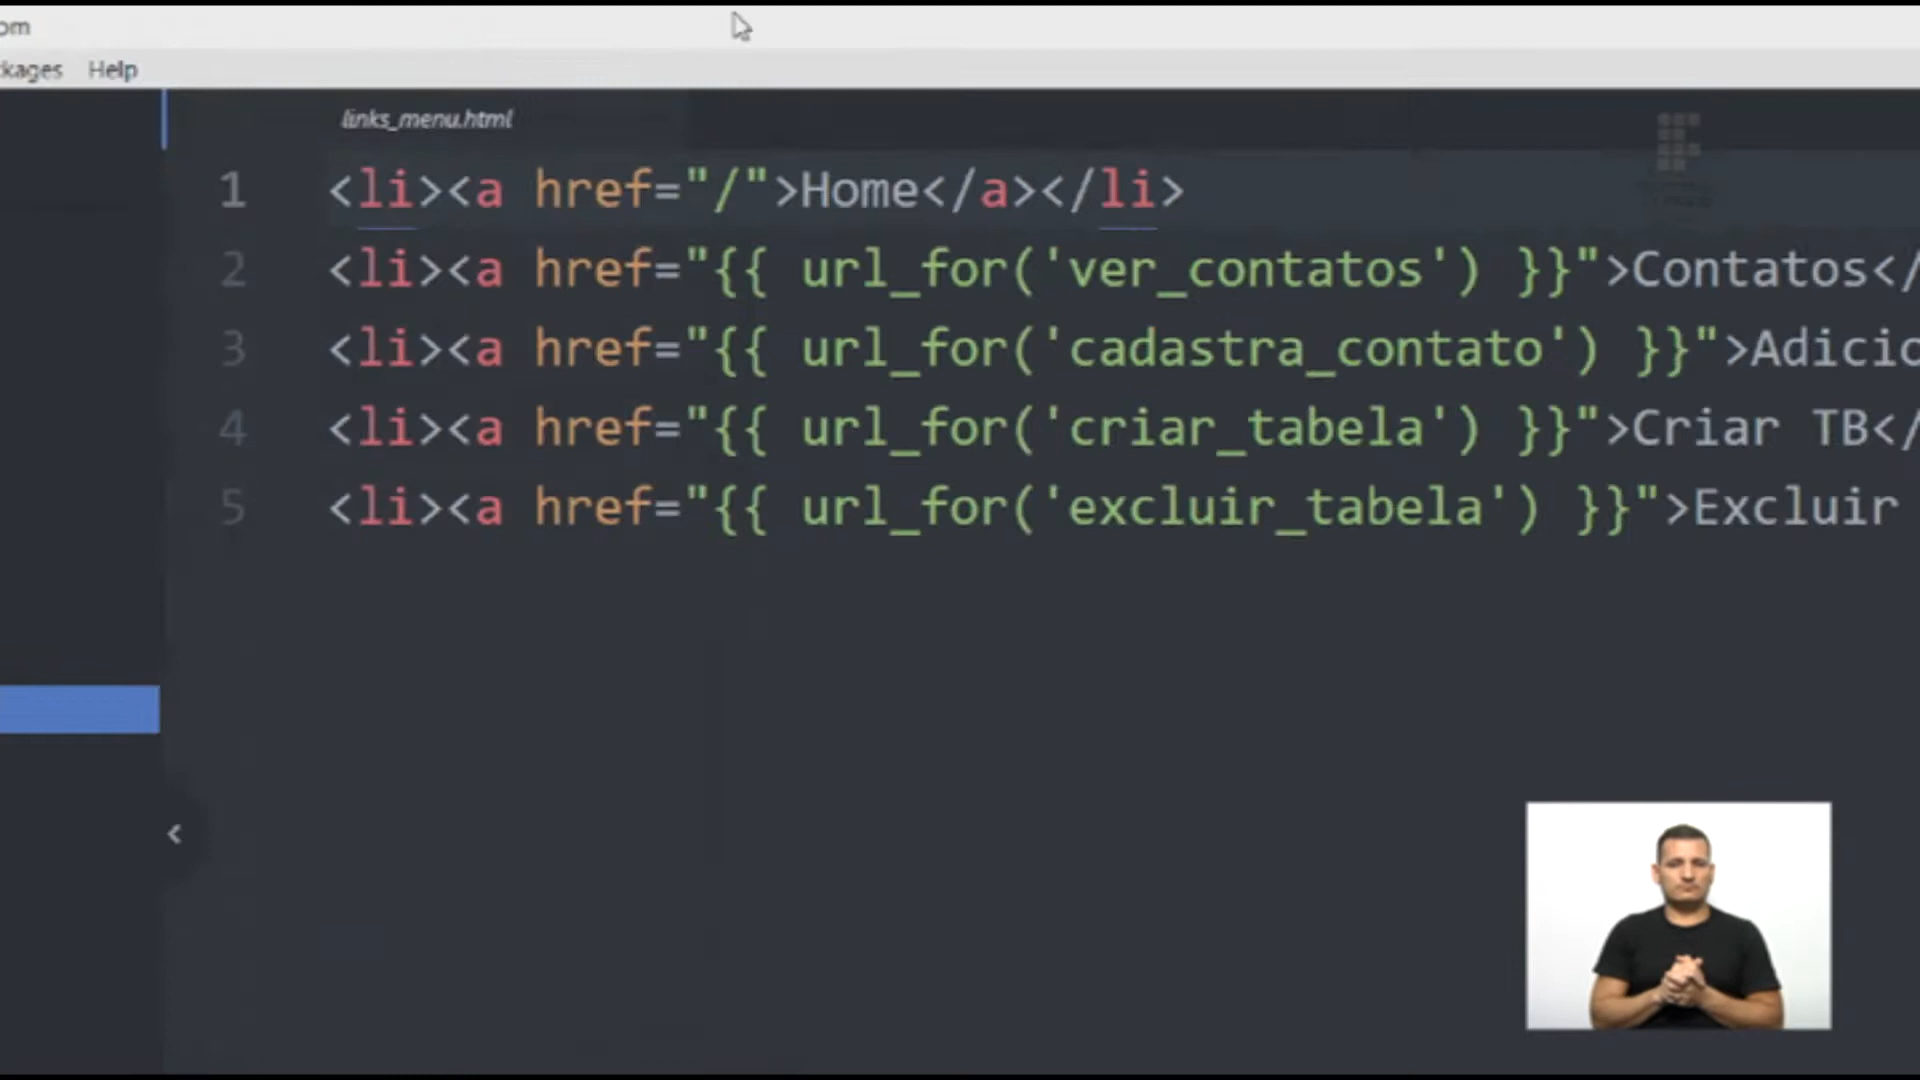 om
kages Help
links_menu.html
1 <li><a href="/">Home</a></li>
2 <li><a href="{{ url_for('ver_contatos') }}">Contatos</
3 <li><a href="{{ url_for('cadastra_contato') }}">Adicio
4 <li><a href="{{ url_for('criar_tabela') }}">Criar TB</
5 <li><a href="{{ url_for('excluir_tabela') }}">Excluir